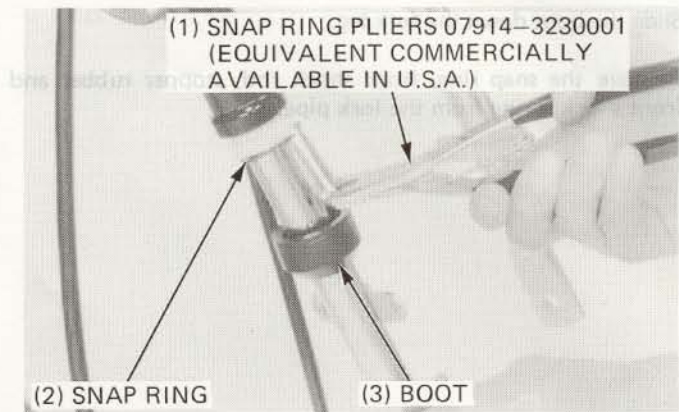 (1) SNAP RING PLIERS 07914–3230001
(EQUIVALENT COMMERCIALLY
AVAILABLE IN U.S.A.)
(2) SNAP RING
(3) BOOT